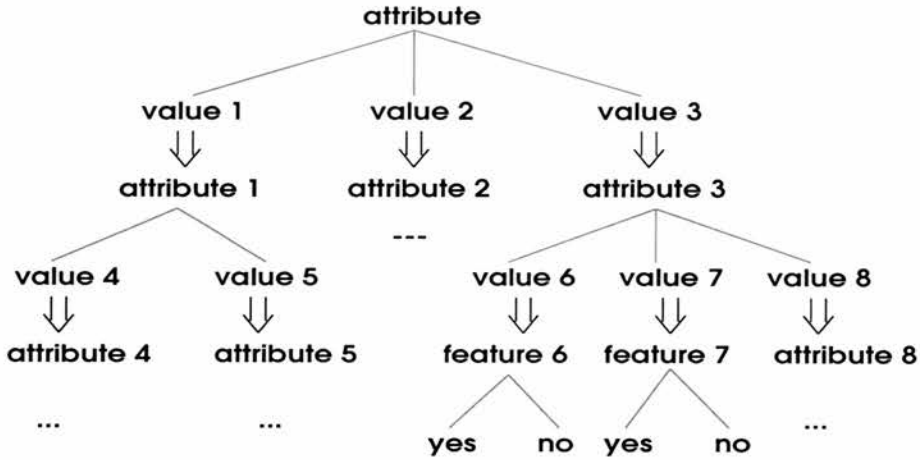 attribute
value 1 value 2 value 3
attribute 1 attribute 2 attribute 3
---
value 4 value 5 value 6 value 7 value 8
attribute 4 attribute 5 feature 6 feature 7 attribute 8
... ... ...
yes no yes no